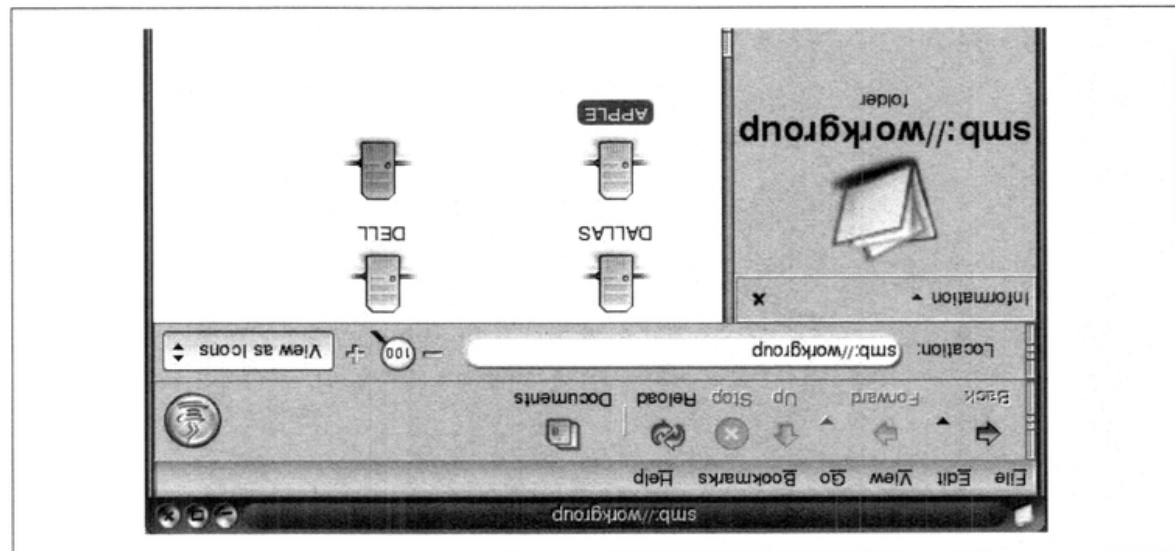 smb://workgroup
File Edit View Go Bookmarks Help
Back Forward Up Stop Reload Documents
Location: smb://workgroup 100 View as Icons
Information
smb://workgroup
folder
DALLAS DELL
APPLE